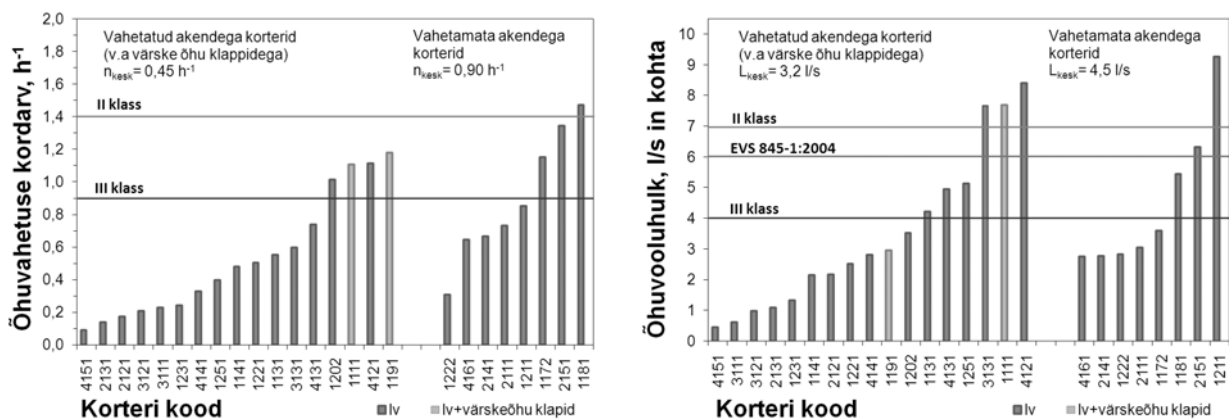 Õhuvahetuse kordarv, h⁻¹
2,0
1,8
1,6
1,4
1,2
1,0
0,8
0,6
0,4
0,2
0,0
Vahetatud akendega korterid
(v.a värske õhu klappidega)
n_kesk = 0,45 h⁻¹
Vahetamata akendega
korterid
n_kesk = 0,90 h⁻¹
II klass
III klass
4151 2131 2121 3121 3111 1231 4141 1251 1141 1221 1131 3131 4131 1202 1111 4121 1191 1222 4161 2141 2111 1211 1172 2151 1181
Korteri kood
lv lv+värskeõhu klapid
Õhuvooluhulk, l/s in kohta
10
9
8
7
6
5
4
3
2
1
0
Vahetatud akendega korterid
(v.a värske õhu klappidega)
L_kesk = 3,2 l/s
Vahetamata akendega
korterid
L_kesk = 4,5 l/s
II klass
EVS 845-1:2004
III klass
4151 3111 3121 2131 1231 1141 2121 1221 4141 1191 1202 1131 4131 1251 3131 1111 4121 4161 2141 1222 2111 1172 1181 2151 1211
Korteri kood
lv lv+värskeõhu klapid